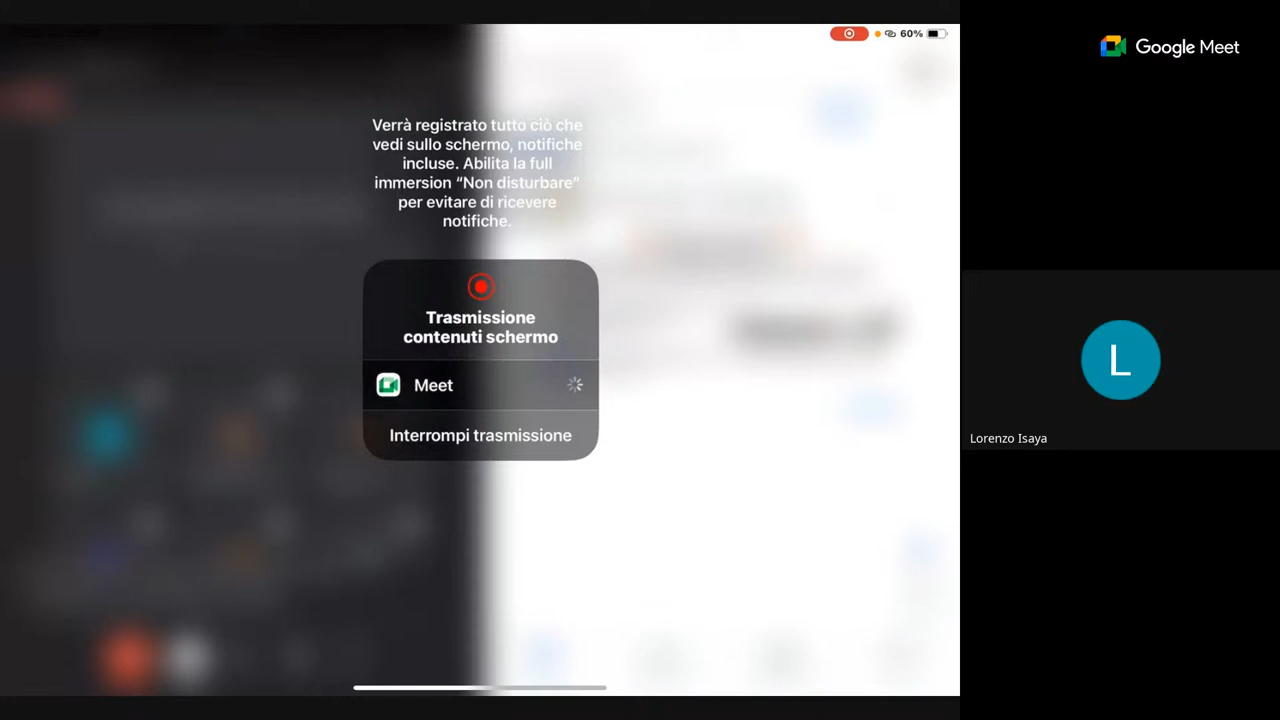 60%
Google Meet
Verrà registrato tutto ciò che
vedi sullo schermo, notifiche
incluse. Abilita la full
immersion “Non disturbare”
per evitare di ricevere
notifiche.
Trasmissione
contenuti schermo
Meet
Interrompi trasmissione
L
Lorenzo Isaya